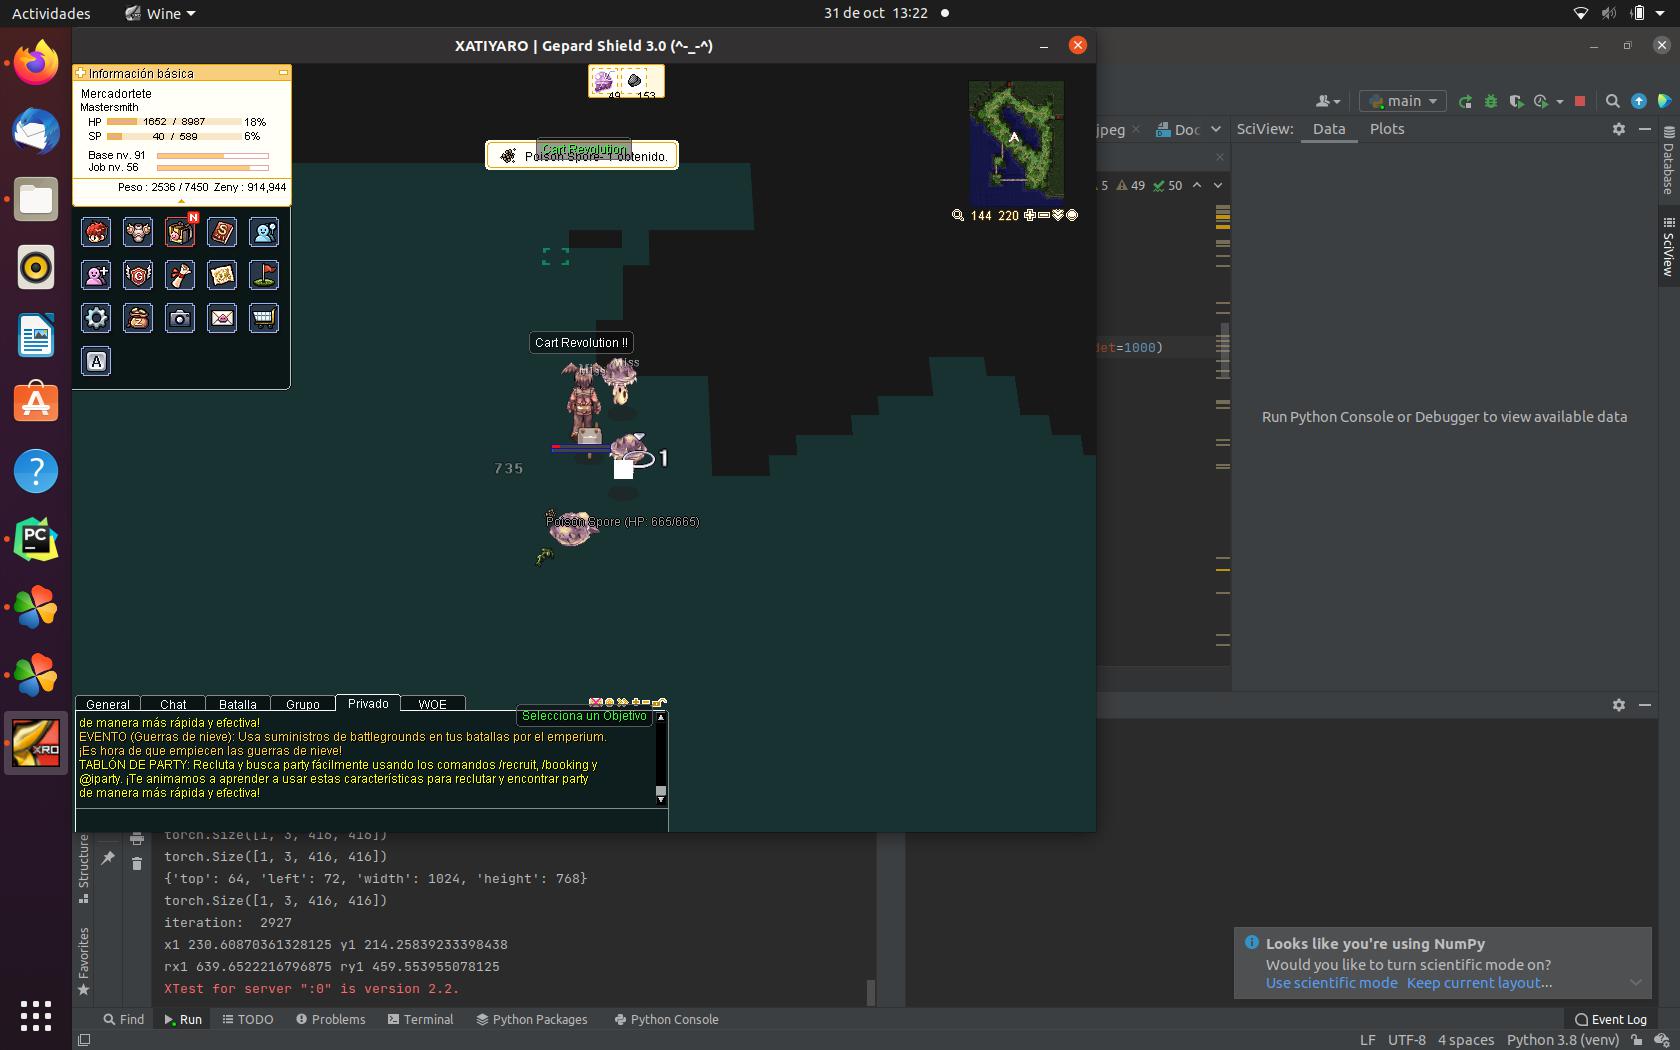 Actividades
Wine
31 de oct 13:22
XATIYARO | Gepard Shield 3.0 (^-_-^)
Información básica
Mercadortete
Mastersmith
HP 1652 / 8987 18%
SP 40 / 589 6%
Base nv. 91
Job nv. 56
Peso : 2536 / 7450 Zeny : 914,944
N
A
49 153
Cart Revolution
Poison Spore- 1 obtenido.
144 220
Cart Revolution !!
Miss
Miss
1
735
Poison Spore (HP: 665/665)
General
Chat
Batalla
Grupo
Privado
WOE
Selecciona un Objetivo
de manera más rápida y efectiva!
EVENTO (Guerras de nieve): Usa suministros de battlegrounds en tus batallas por el emperium.
¡Es hora de que empiecen las guerras de nieve!
TABLÓN DE PARTY: Recluta y busca party fácilmente usando los comandos /recruit, /booking y
@iparty. ¡Te animamos a aprender a usar estas características para reclutar y encontrar party
de manera más rápida y efectiva!
main
jpeg
Doc
SciView:
Data
Plots
5 49 50
det=1000)
Database
SciView
Run Python Console or Debugger to view available data
PC
XRO
Structure
Favorites
torch.Size([1, 3, 416, 416])
torch.Size([1, 3, 416, 416])
{'top': 64, 'left': 72, 'width': 1024, 'height': 768}
torch.Size([1, 3, 416, 416])
iteration: 2927
x1 230.60870361328125 y1 214.25839233398438
rx1 639.6522216796875 ry1 459.553955078125
XTest for server ":0" is version 2.2.
Looks like you're using NumPy
Would you like to turn scientific mode on?
Use scientific mode Keep current layout...
Find
Run
TODO
Problems
Terminal
Python Packages
Python Console
Event Log
LF UTF-8 4 spaces Python 3.8 (venv)